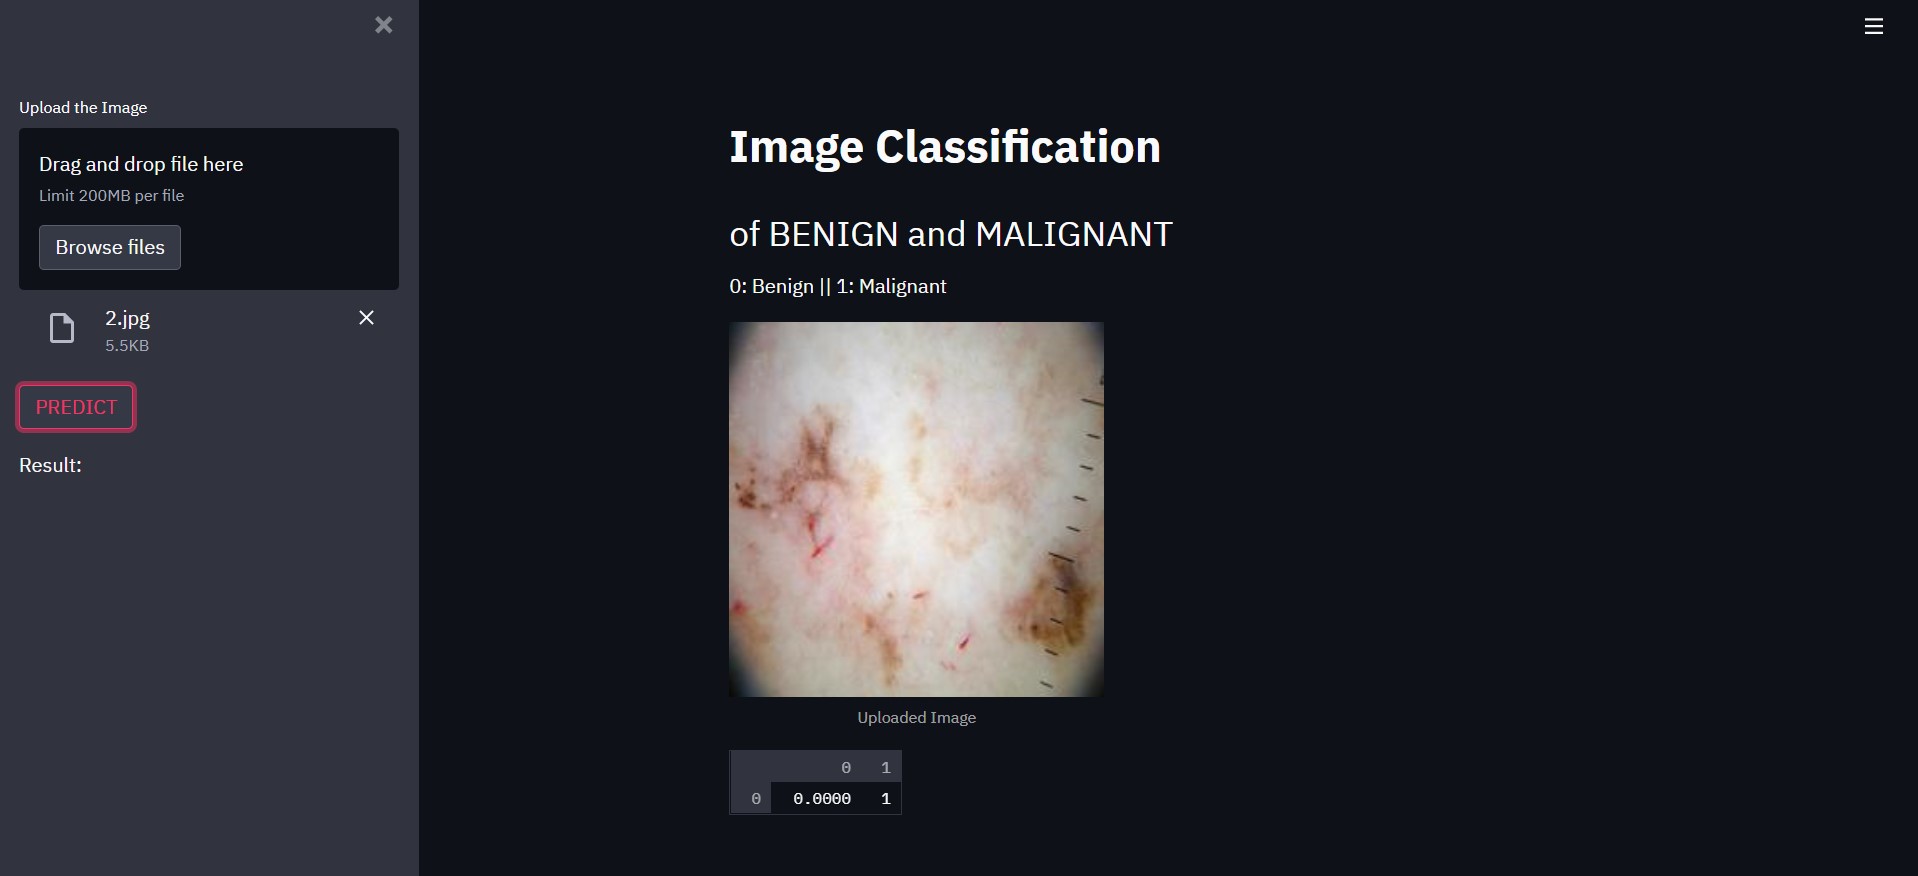 Upload the Image
Drag and drop file here
Limit 200MB per file
Browse files
2.jpg
5.5KB
PREDICT
Result:
Image Classification
of BENIGN and MALIGNANT
0: Benign || 1: Malignant
Uploaded Image
0 1
0 0.0000 1